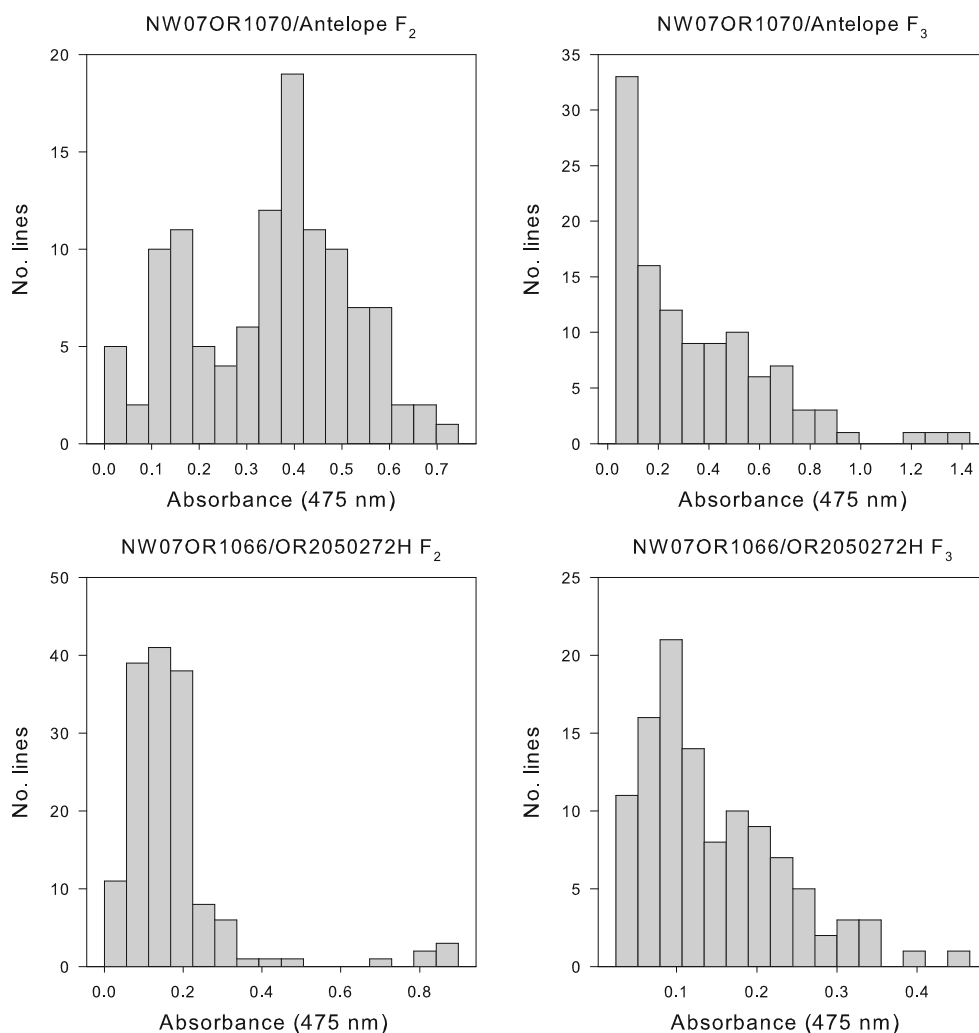 NW07OR1070/Antelope F2
No. lines
20
15
10
5
0
0.0 0.1 0.2 0.3 0.4 0.5 0.6 0.7
Absorbance (475 nm)
NW07OR1070/Antelope F3
No. lines
35
30
25
20
15
10
5
0
0.0 0.2 0.4 0.6 0.8 1.0 1.2 1.4
Absorbance (475 nm)
NW07OR1066/OR2050272H F2
No. lines
50
40
30
20
10
0
0.0 0.2 0.4 0.6 0.8
Absorbance (475 nm)
NW07OR1066/OR2050272H F3
No. lines
25
20
15
10
5
0
0.1 0.2 0.3 0.4
Absorbance (475 nm)